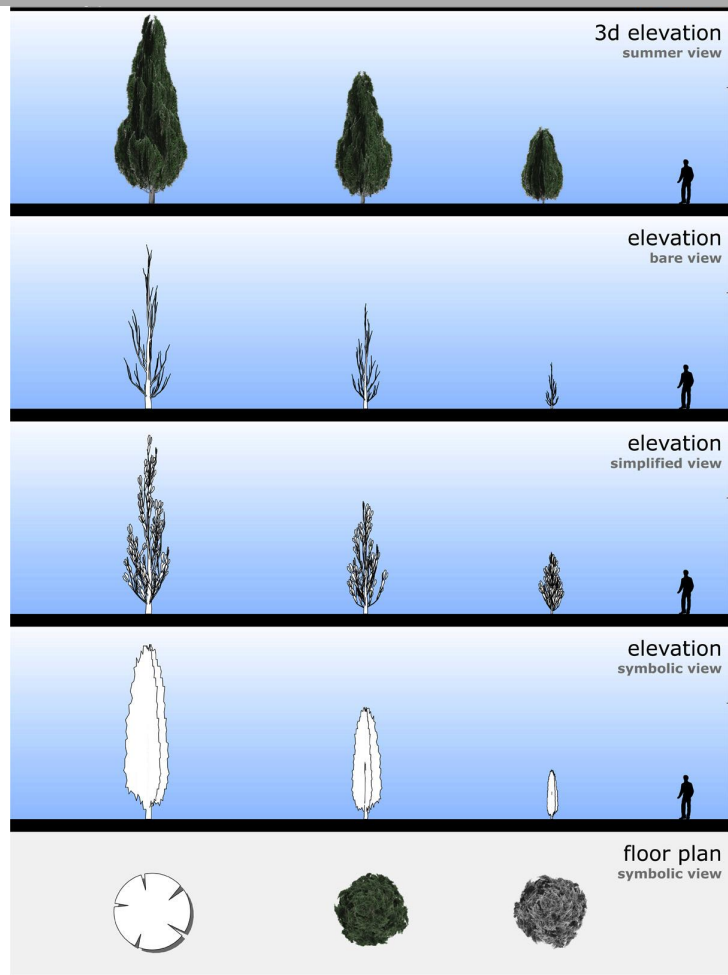 3d elevation
summer view
elevation
bare view
elevation
simplified view
elevation
symbolic view
floor plan
symbolic view